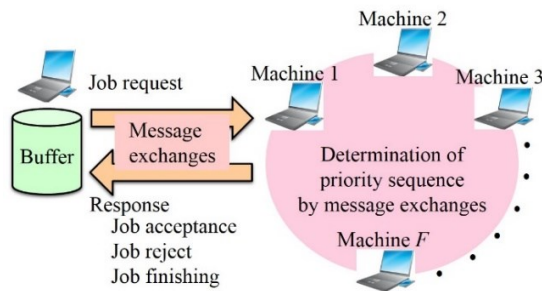 Machine 2
Machine 1
Machine 3
Job request
Message
exchanges
Buffer
Determination of
priority sequence
by message exchanges
Response
Job acceptance
Job reject
Job finishing
Machine F